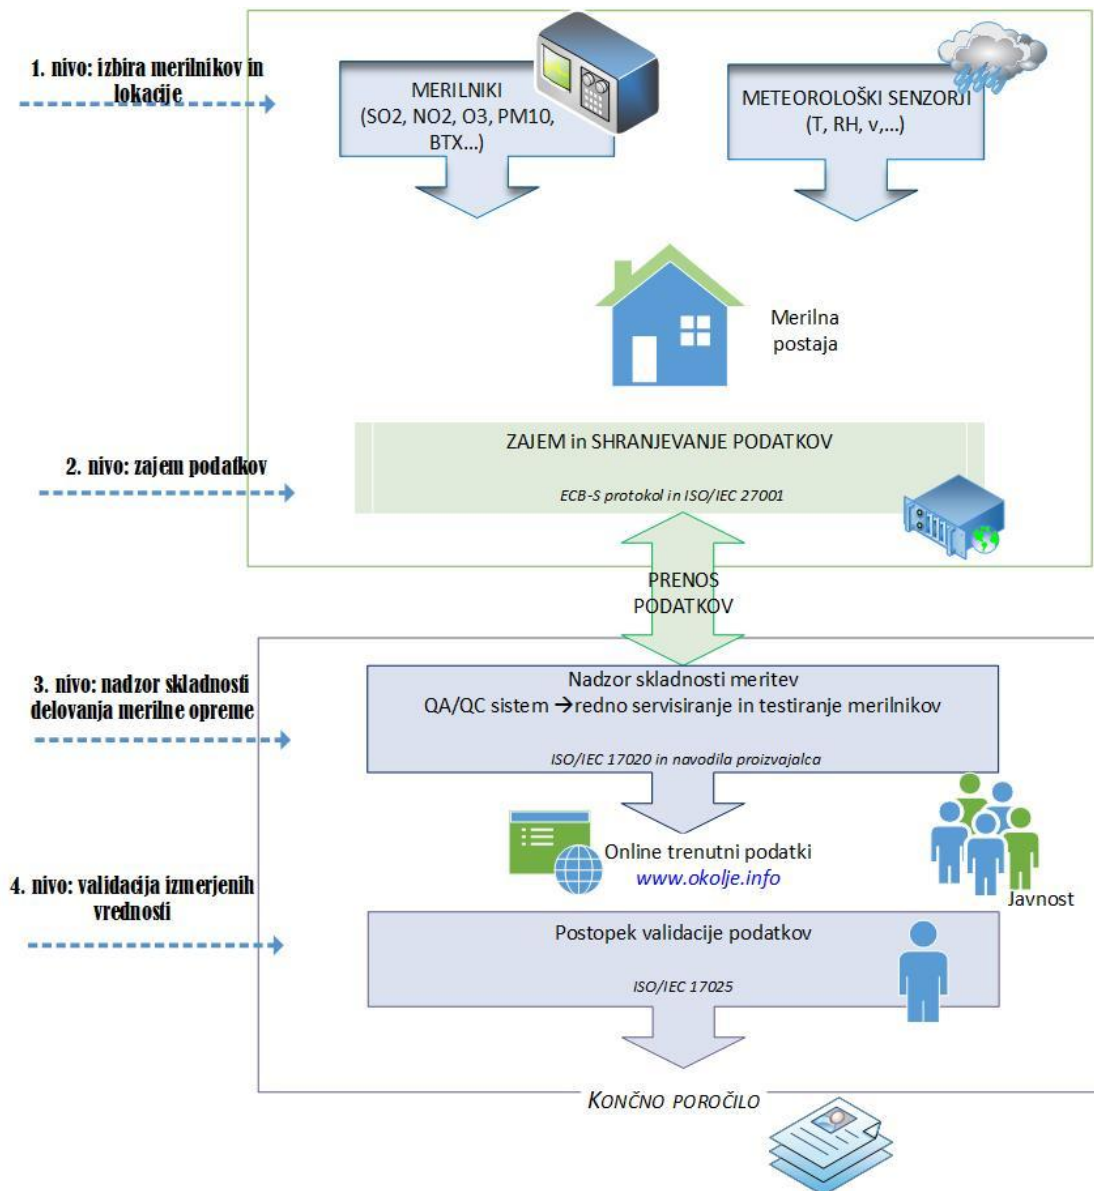 1. nivo: izbira merilnikov in
lokacije
MERILNIKI
(SO2, NO2, O3, PM10,
BTX...)
METEOROLOŠKI SENZORJI
(T, RH, v,...)
Merilna
postaja
2. nivo: zajem podatkov
ZAJEM in SHRANJEVANJE PODATKOV
ECB-S protokol in ISO/IEC 27001
PRENOS
PODATKOV
3. nivo: nadzor skladnosti
delovanja merilne opreme
Nadzor skladnosti meritev
QA/QC sistem →redno servisiranje in testiranje merilnikov
ISO/IEC 17020 in navodila proizvajalca
Online trenutni podatki
www.okolje.info
Javnost
4. nivo: validacija izmerjenih
vrednosti
Postopek validacije podatkov
ISO/IEC 17025
KONČNO POROČILO